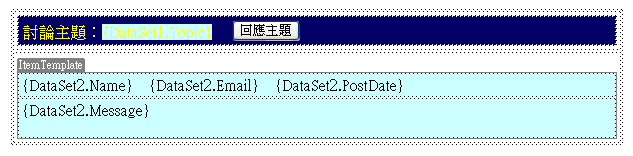 討論主題：{DataSet1.Topic} 回應主題
ItemTemplate
{DataSet2.Name} {DataSet2.Email} {DataSet2.PostDate}
{DataSet2.Message}